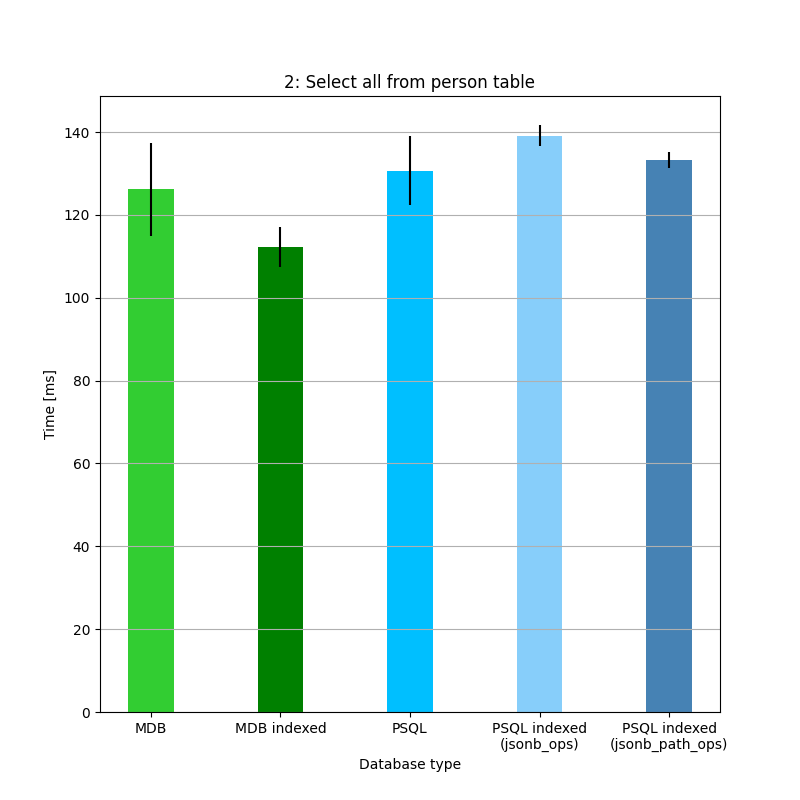 2: Select all from person table
Time [ms]
140
120
100
80
60
40
20
0
MDB
MDB indexed
PSQL
PSQL indexed
(jsonb_ops)
PSQL indexed
(jsonb_path_ops)
Database type